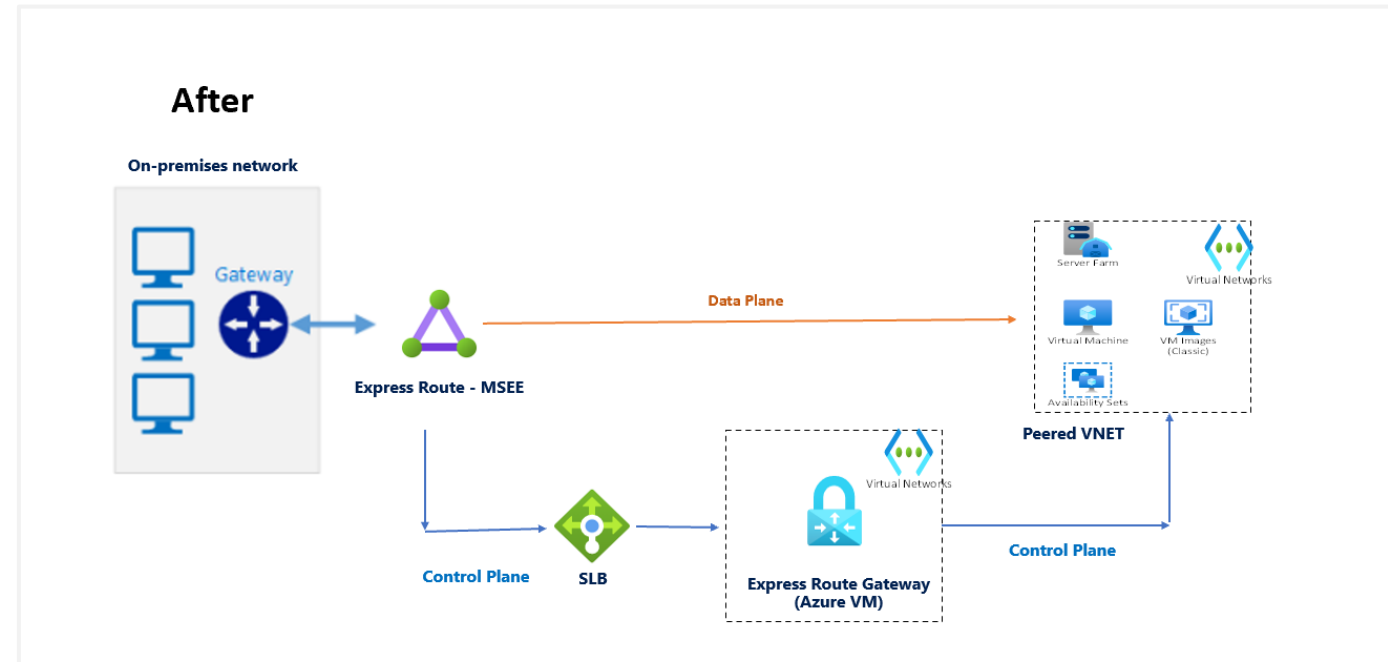 After
On-premises network
Gateway
Express Route - MSEE
Data Plane
Server Farm
Virtual Networks
Virtual Machine
VM Images
(Classic)
Availability Sets
Peered VNET
Virtual Networks
Control Plane
SLB
Express Route Gateway
(Azure VM)
Control Plane